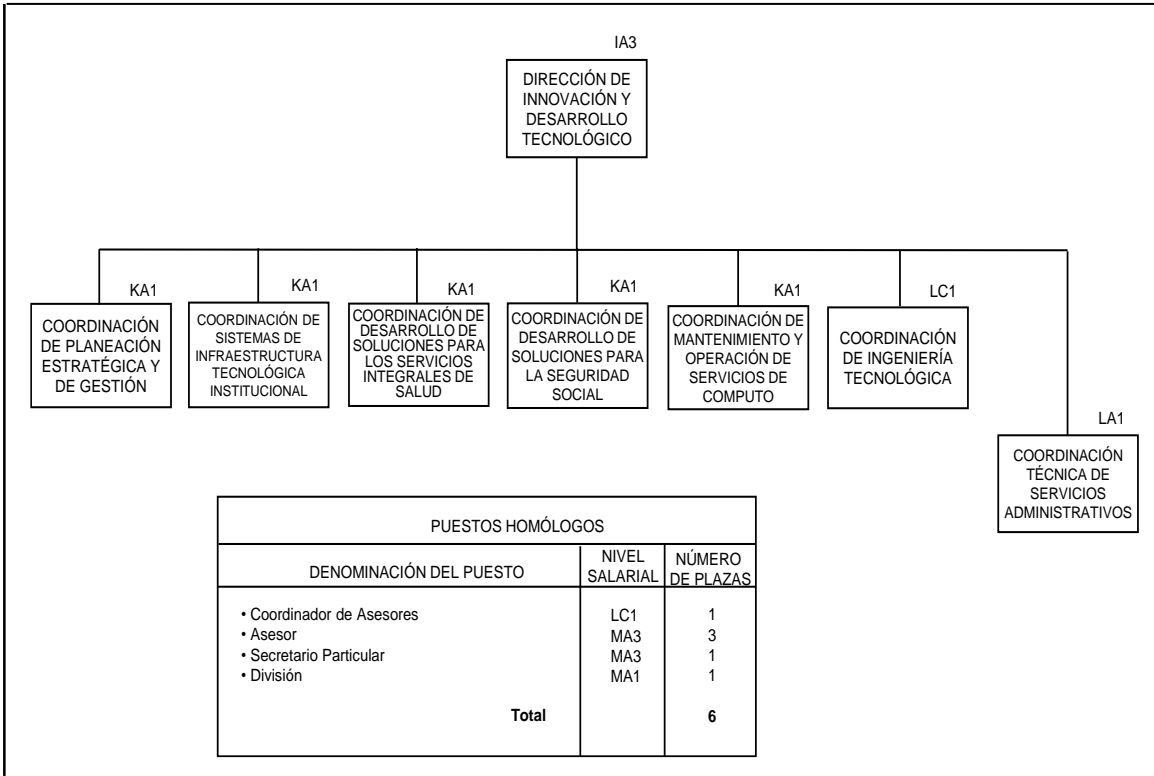 IA3
DIRECCIÓN DE
INNOVACIÓN Y
DESARROLLO
TECNOLÓGICO
KA1
COORDINACIÓN
DE PLANEACIÓN
ESTRATÉGICA Y
DE GESTIÓN
KA1
COORDINACIÓN DE
SISTEMAS DE
INFRAESTRUCTURA
TECNOLÓGICA
INSTITUCIONAL
KA1
COORDINACIÓN DE
DESARROLLO DE
SOLUCIONES PARA
LOS SERVICIOS
INTEGRALES DE
SALUD
KA1
COORDINACIÓN DE
DESARROLLO DE
SOLUCIONES PARA
LA SEGURIDAD
SOCIAL
KA1
COORDINACIÓN DE
MANTENIMIENTO Y
OPERACIÓN DE
SERVICIOS DE
COMPUTO
LC1
COORDINACIÓN
DE INGENIERÍA
TECNOLÓGICA
LA1
COORDINACIÓN
TÉCNICA DE
SERVICIOS
ADMINISTRATIVOS
PUESTOS HOMÓLOGOS
DENOMINACIÓN DEL PUESTO
NIVEL
SALARIAL
NÚMERO
DE PLAZAS
• Coordinador de Asesores LC1 1
• Asesor MA3 3
• Secretario Particular MA3 1
• División MA1 1
Total 6